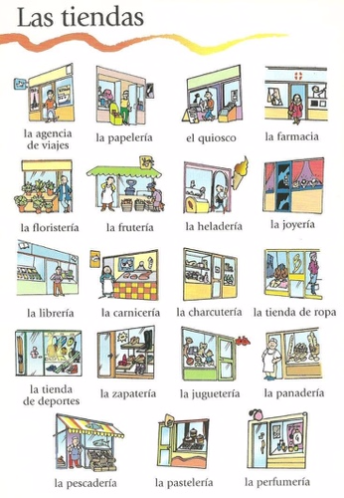 Las tiendas
la agencia
de viajes
la papelería
el quiosco
la farmacia
la floristería
la frutería
la heladería
la joyería
la librería
la carnicería
la charcutería
la tienda de ropa
la tienda
de deportes
la zapatería
la juguetería
la panadería
la pescadería
la pastelería
la perfumería